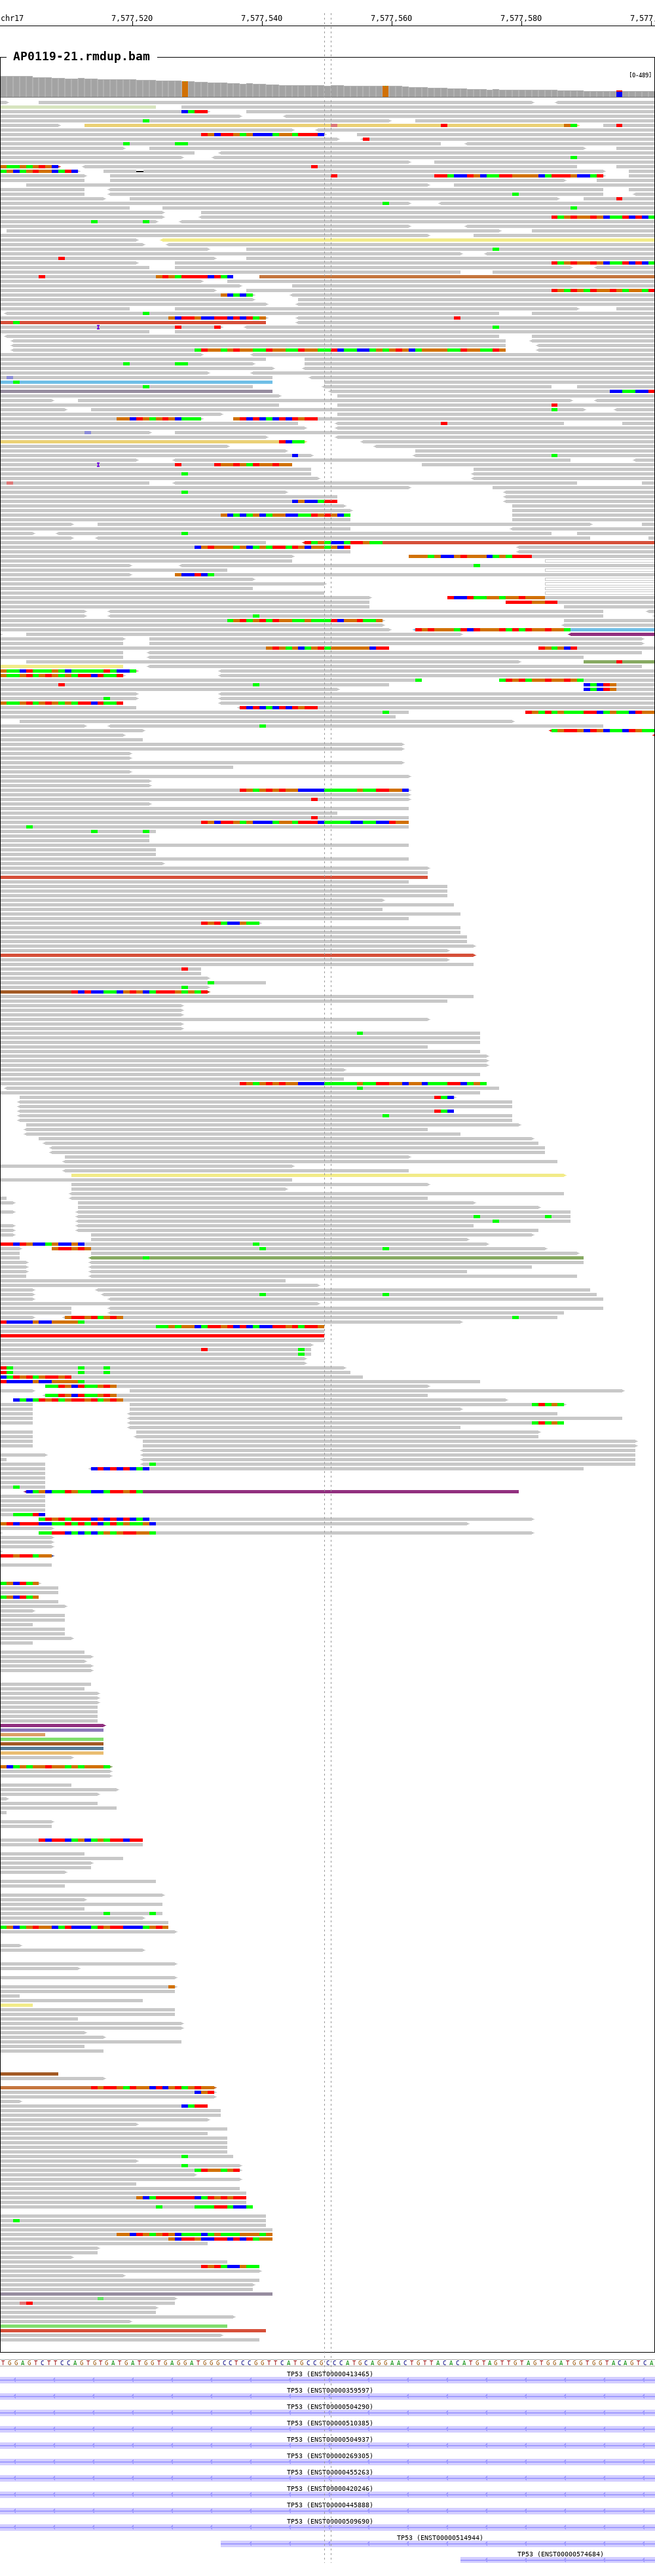 chr17 7,577,520 7,577,540 7,577,560 7,577,580 7,577,
AP0119-21.rmdup.bam
[0-489]
TP53 (ENST00000413465)
TP53 (ENST00000359597)
TP53 (ENST00000504290)
TP53 (ENST00000510385)
TP53 (ENST00000504937)
TP53 (ENST00000269305)
TP53 (ENST00000455263)
TP53 (ENST00000420246)
TP53 (ENST00000445888)
TP53 (ENST00000509690)
TP53 (ENST00000514944)
TP53 (ENST00000574684)